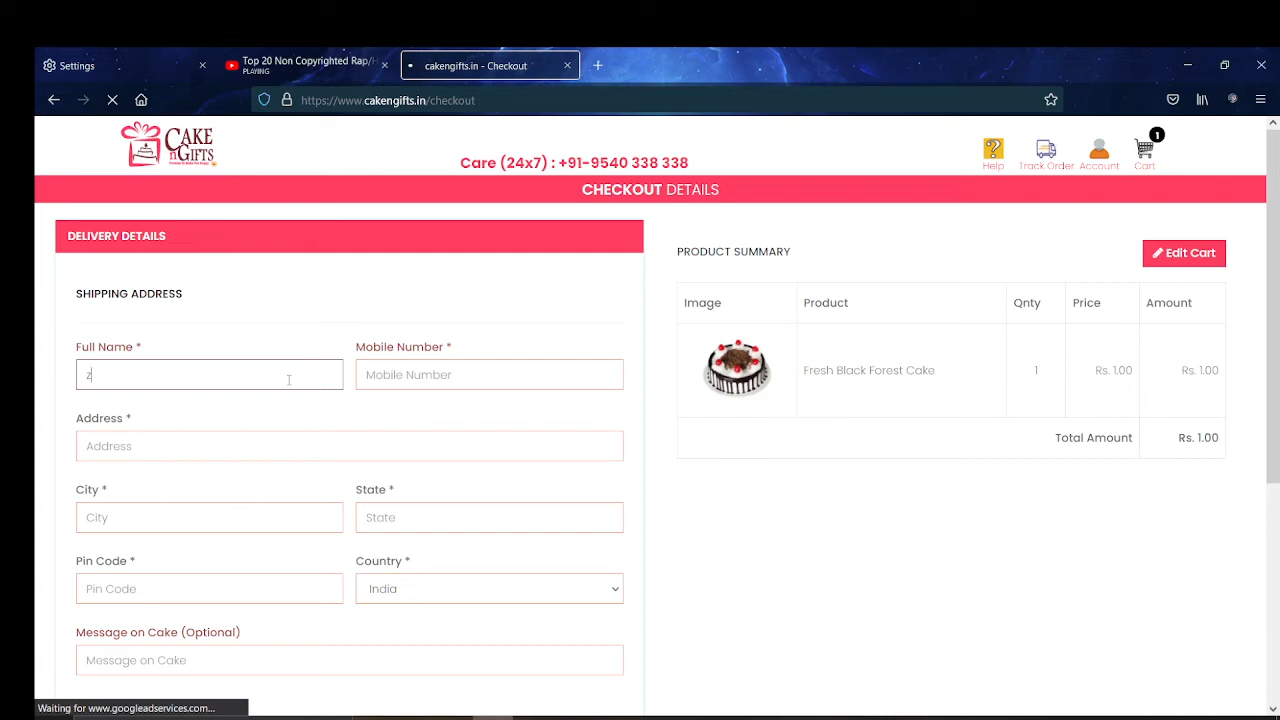 Settings
Top 20 Non Copyrighted Rap/H
PLAYING
cakengifts.in - Checkout
https://www.cakengifts.in/checkout
CAKE
n GIFTS
Care (24x7) : +91-9540 338 338
Help
Track Order
Account
1
Cart
CHECKOUT DETAILS
DELIVERY DETAILS
SHIPPING ADDRESS
Full Name *
Mobile Number *
z
Mobile Number
Address *
Address
City *
State *
City
State
Pin Code *
Country *
Pin Code
India
Message on Cake (Optional)
Message on Cake
PRODUCT SUMMARY
Edit Cart
Image Product Qnty Price Amount
Fresh Black Forest Cake 1 Rs. 1.00 Rs. 1.00
Total Amount Rs. 1.00
Waiting for www.googleadservices.com...